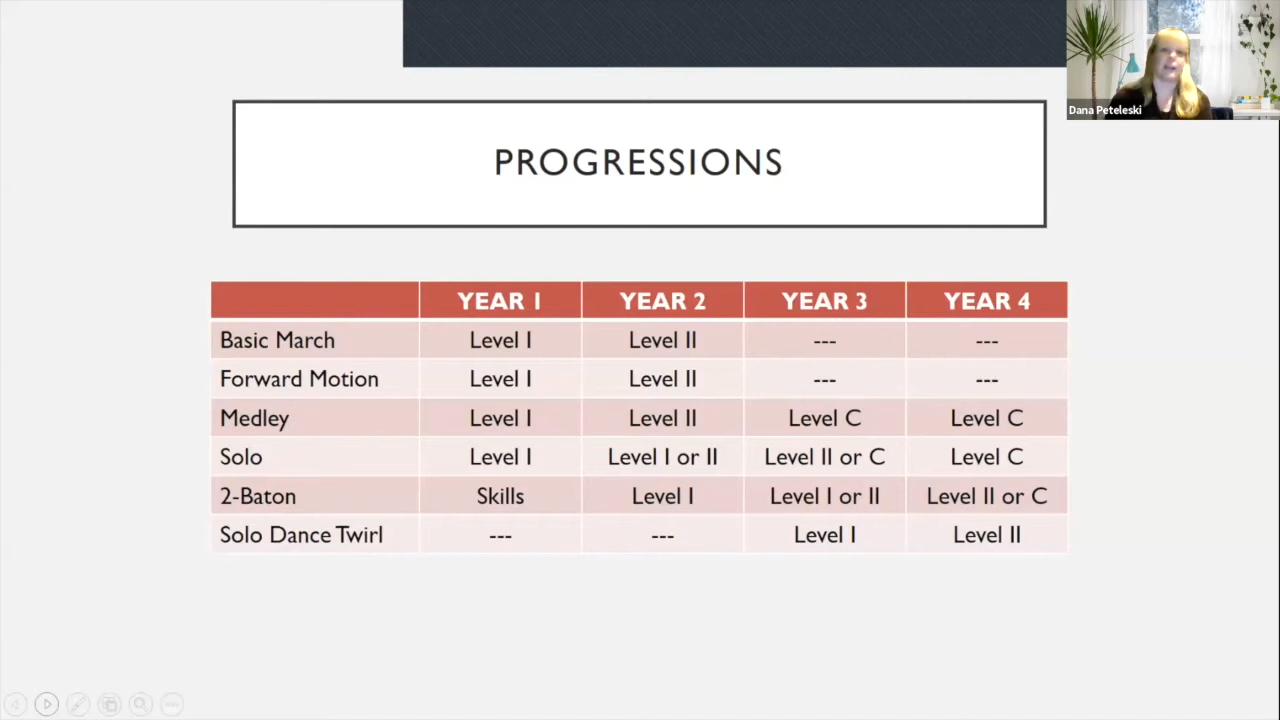 Dana Peteleski
PROGRESSIONS
YEAR 1 YEAR 2 YEAR 3 YEAR 4
Basic March Level I Level II --- ---
Forward Motion Level I Level II --- ---
Medley Level I Level II Level C Level C
Solo Level I Level I or II Level II or C Level C
2-Baton Skills Level I Level I or II Level II or C
Solo Dance Twirl --- --- Level I Level II